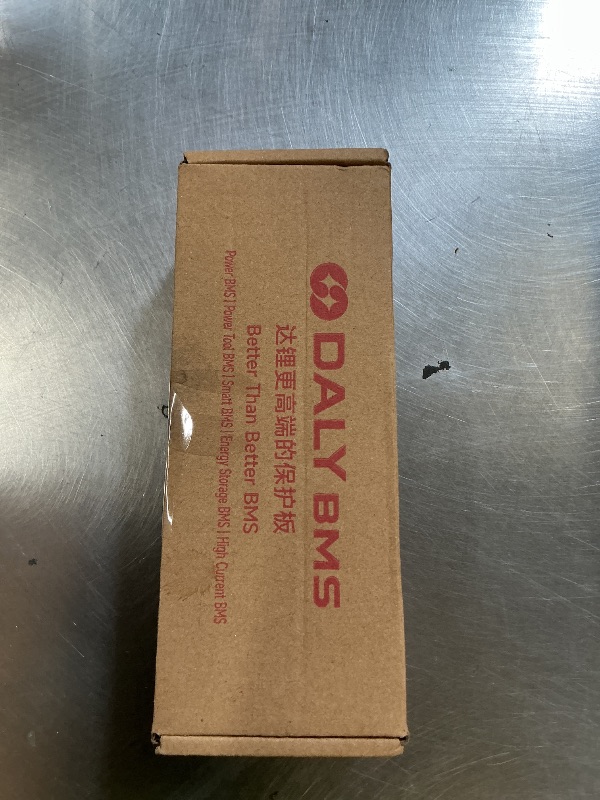 DALY BMS
达锂更高端的保护板
Better Than Better BMS
Power BMS | Power Tool BMS | Smatt BMS | Energy Storage BMS | High Current BMS